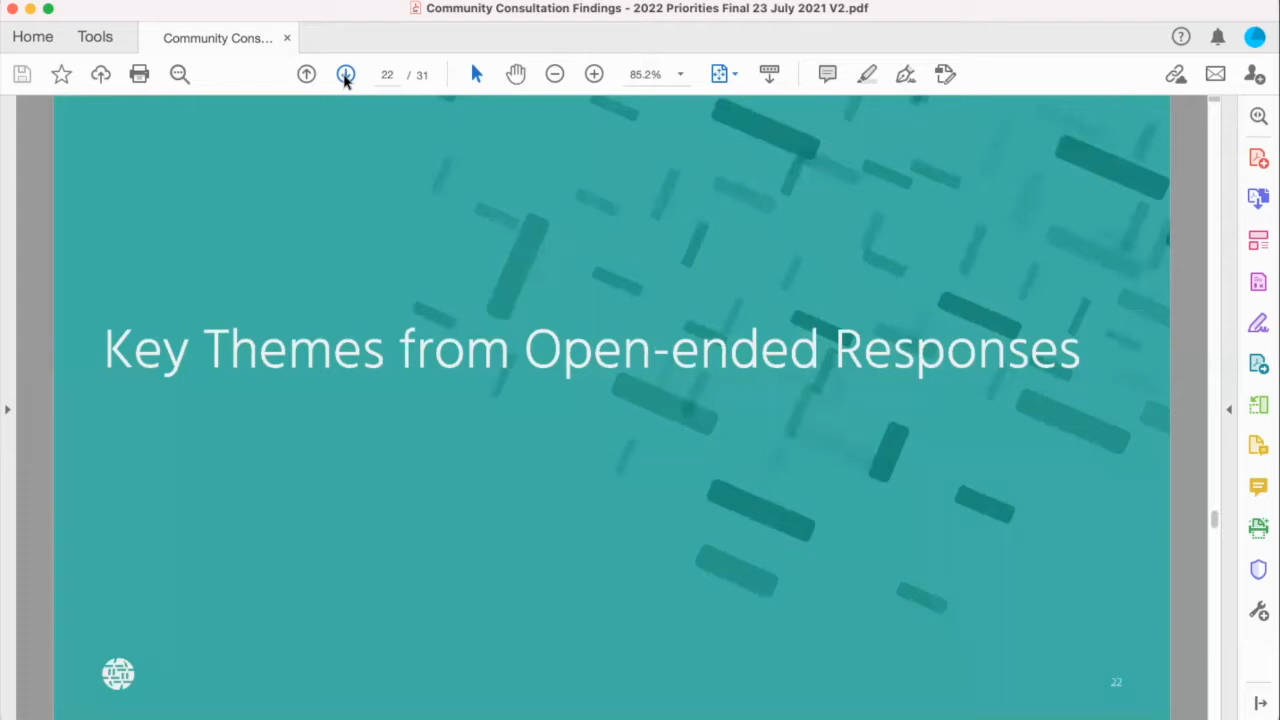 Community Consultation Findings - 2022 Priorities Final 23 July 2021 V2.pdf
Home Tools Community Cons... ×
22 / 31 85.2%
Key Themes from Open-ended Responses
22